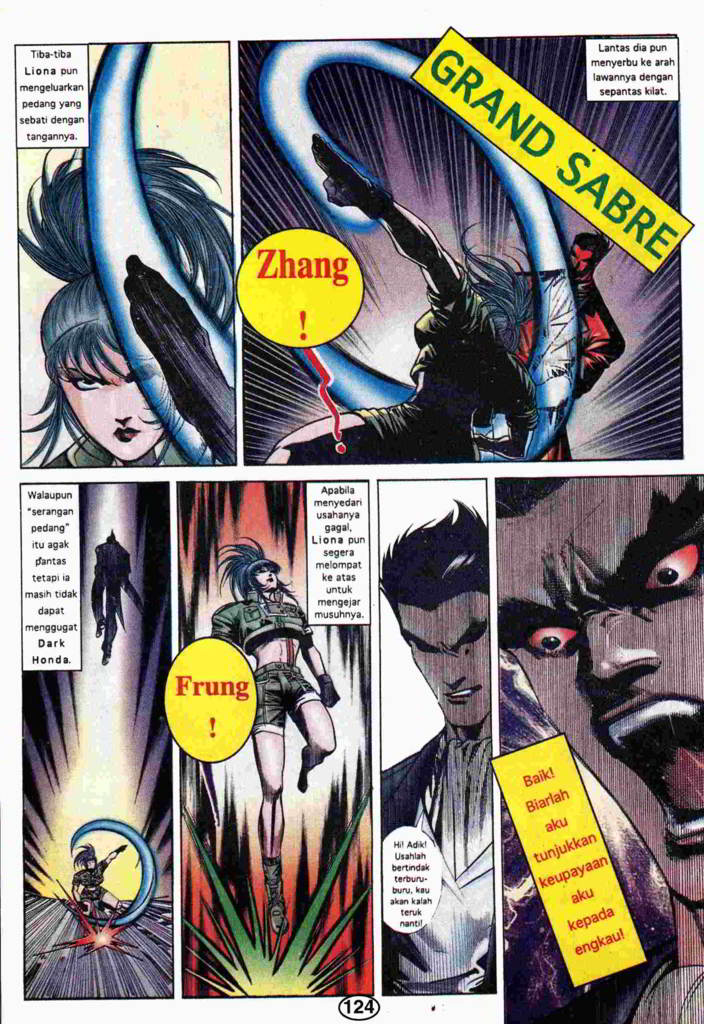 Tiba-tiba
Liona pun
mengeluarkan
pedang yang
sebati dengan
tangannya.
Lantas dia pun
menyerbu ke arah
lawannya dengan
sepantas kilat.
GRAND SABRE
Zhang
!
Walaupun
"serangan
pedang"
itu agak
pantas
tetapi ia
masih tidak
dapat
menggugat
Dark
Honda.
Apabila
menyedari
usahanya
gagal,
Liona pun
segera
melompat
ke atas
untuk
mengejar
musuhnya.
Frung
!
Hi! Adik!
Usahlah
bertindak
terburu-
buru, kau
akan kalah
teruk
nanti!
Baik!
Biarlah
aku
tunjukkan
keupayaan
aku
kepada
engkau!
124